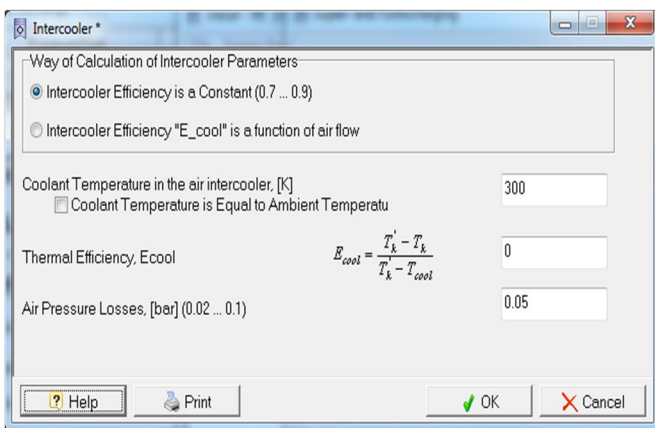 Intercooler *
Way of Calculation of Intercooler Parameters
Intercooler Efficiency is a Constant (0.7 ... 0.9)
Intercooler Efficiency "E_cool" is a function of air flow
Coolant Temperature in the air intercooler, [K]
300
Coolant Temperature is Equal to Ambient Temperatu
Thermal Efficiency, Ecool
E_cool = (T'_k - T_k) / (T'_k - T_cool)
0
Air Pressure Losses, [bar] (0.02 ... 0.1)
0.05
Help
Print
OK
Cancel